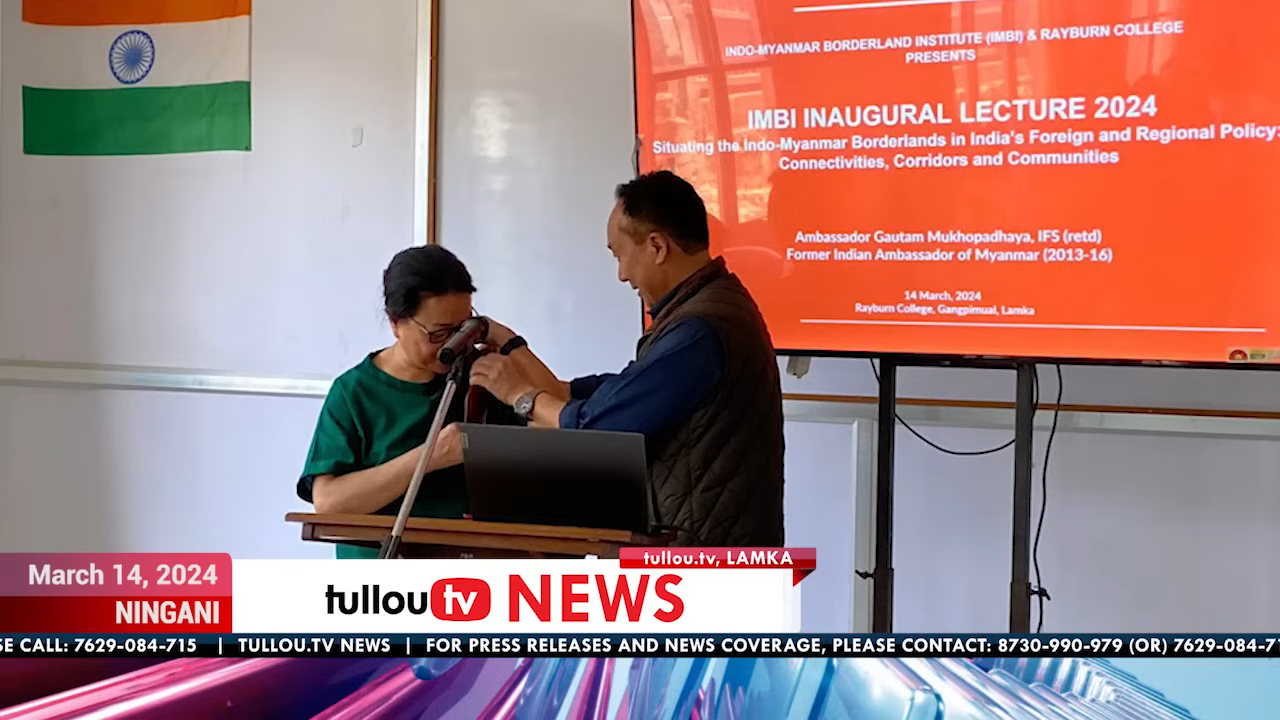 INDO-MYANMAR BORDERLAND INSTITUTE (IMBI) & RAYBURN COLLEGE
PRESENTS
IMBI INAUGURAL LECTURE 2024
Situating the Indo-Myanmar Borderlands in India's Foreign and Regional Policy:
Connectivities, Corridors and Communities
Ambassador Gautam Mukhopadhaya, IFS (retd)
Former Indian Ambassador of Myanmar (2013-16)
14 March, 2024
Rayburn College, Gangpimual, Lamka
tullou.tv, LAMKA
March 14, 2024
NINGANI
tullou tv NEWS
SE CALL: 7629-084-715 | TULLOU.TV NEWS | FOR PRESS RELEASES AND NEWS COVERAGE, PLEASE CONTACT: 8730-990-979 (OR) 7629-084-7